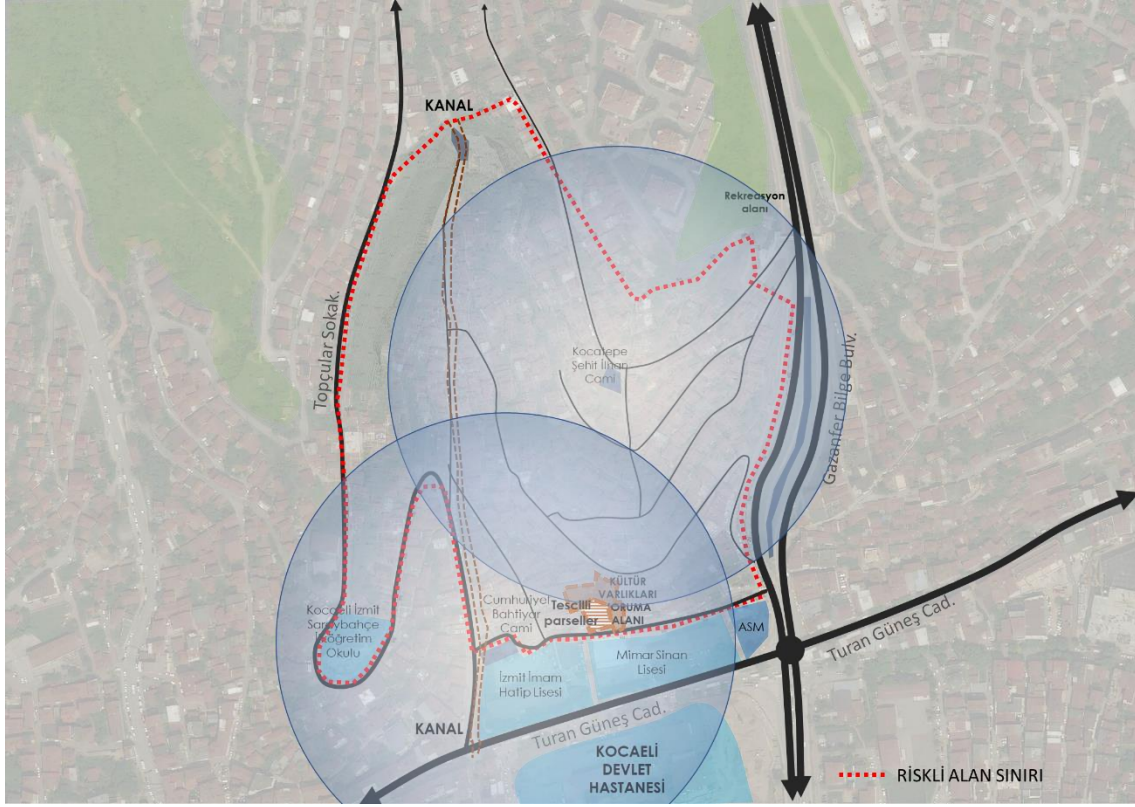 KANAL
Rekreasyon
alanı
Topçular Sokak.
Gazanfer Bilge Bulv.
Kocatepe
Şehit İlhan
Cami
KÜLTÜR
VARLIKLARI
KORUMA
ALANI
Tescilli
parseller
Cumhuriyet
Bahtiyar
Cami
Kocaeli İzmit
Saraybahçe
İlköğretim
Okulu
ASM
Mimar Sinan
Lisesi
İzmit İmam
Hatip Lisesi
Turan Güneş Cad.
KANAL
Turan Güneş Cad.
KOCAELİ
DEVLET
HASTANESİ
RİSKLİ ALAN SINIRI